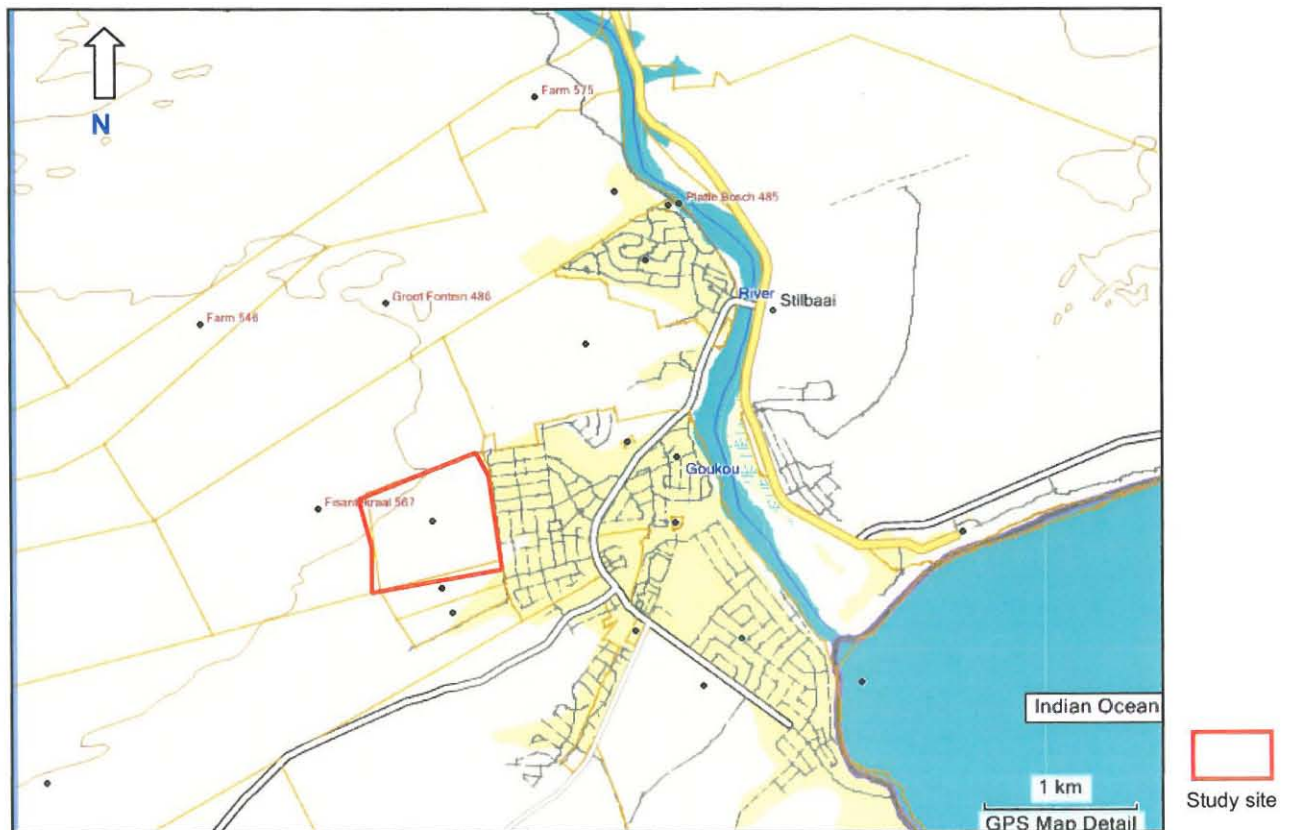 N
Farm 575
Platte Bosch 485
Groot Fontein 486
River
Stilbaai
Farm 546
Goukou
Fisantekraal 567
Indian Ocean
1 km
GPS Map Detail
Study site